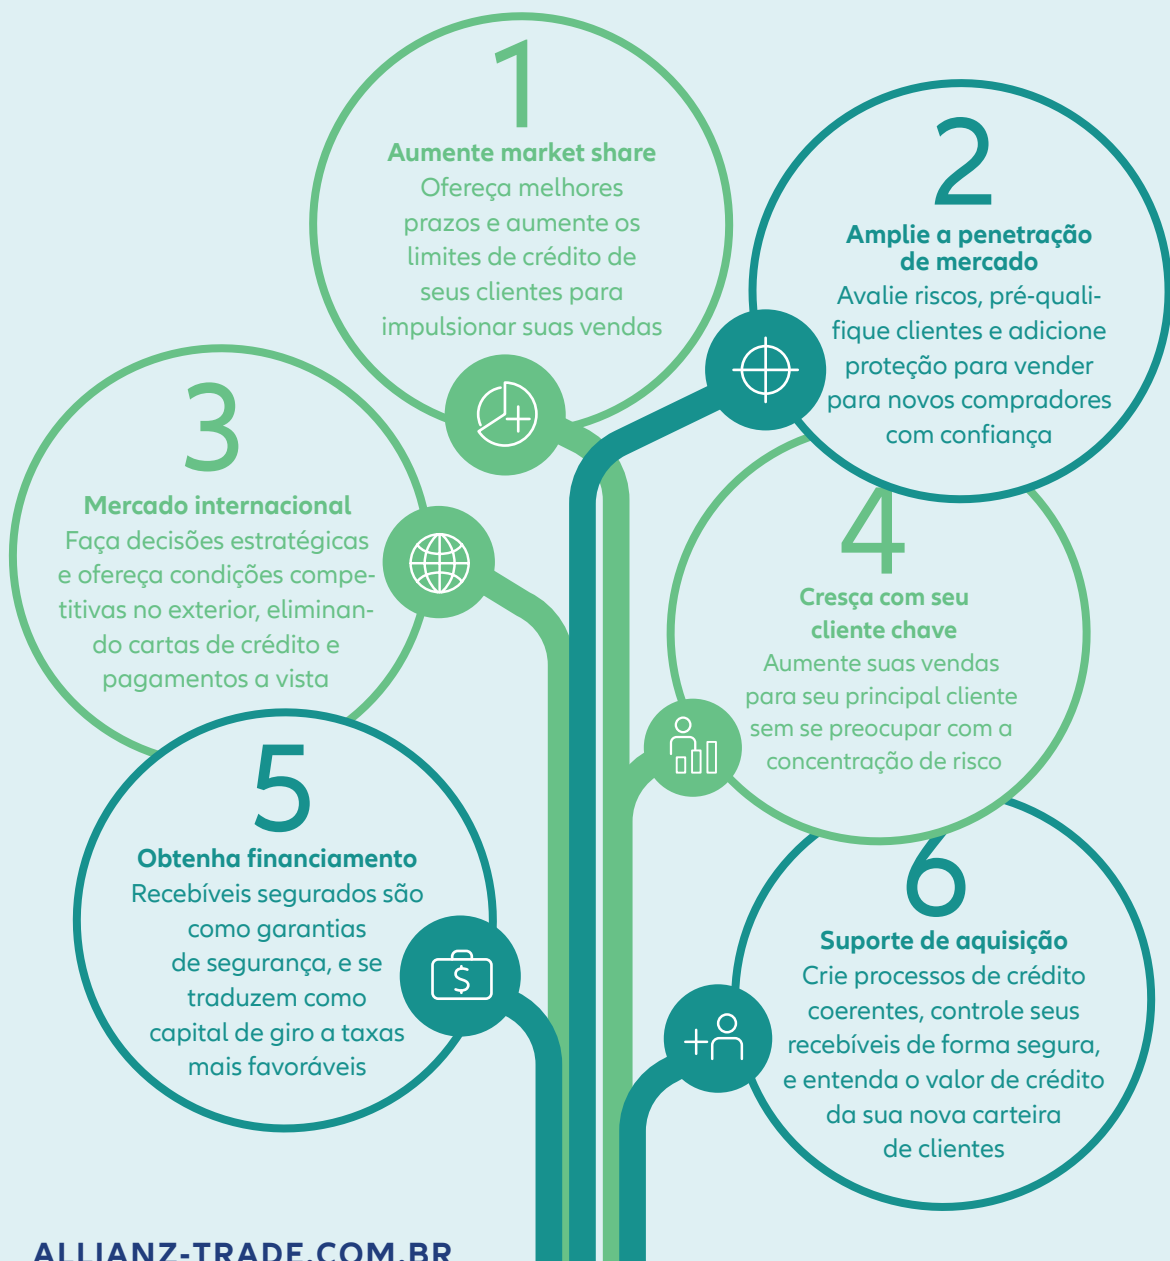 1
Aumente market share
Ofereça melhores
prazos e aumente os
limites de crédito de
seus clientes para
impulsionar suas vendas
2
Amplie a penetração
de mercado
Avalie riscos, pré-quali-
fique clientes e adicione
proteção para vender
para novos compradores
com confiança
3
Mercado internacional
Faça decisões estratégicas
e ofereça condições compe-
titivas no exterior, eliminan-
do cartas de crédito e
pagamentos a vista
4
Cresça com seu
cliente chave
Aumente suas vendas
para seu principal cliente
sem se preocupar com a
concentração de risco
5
Obtenha financiamento
Recebíveis segurados são
como garantias
de segurança, e se
traduzem como
capital de giro a taxas
mais favoráveis
$
6
Suporte de aquisição
Crie processos de crédito
coerentes, controle seus
recebíveis de forma segura,
e entenda o valor de crédito
da sua nova carteira
de clientes
ALLIANZ-TRADE.COM.BR